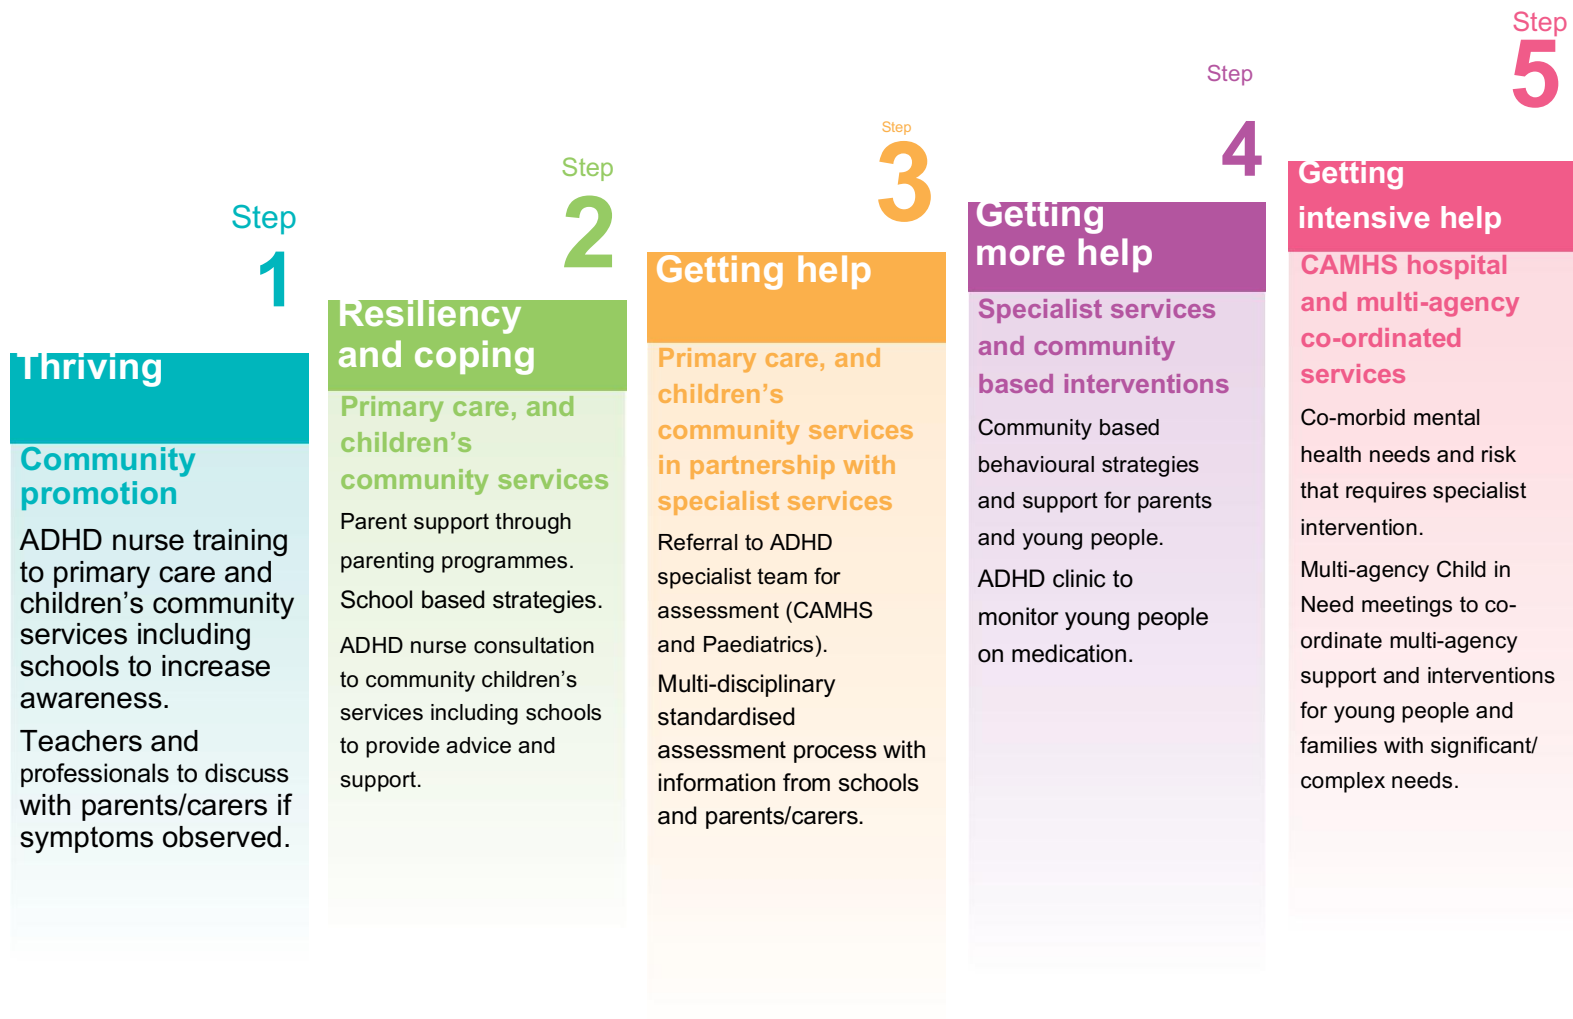 Step
1
Thriving
Community
promotion
ADHD nurse training
to primary care and
children’s community
services including
schools to increase
awareness.
Teachers and
professionals to discuss
with parents/carers if
symptoms observed.
Step
2
Resiliency
and coping
Primary care, and
children’s
community services
Parent support through
parenting programmes.
School based strategies.
ADHD nurse consultation
to community children’s
services including schools
to provide advice and
support.
Step
3
Getting help
Primary care, and
children’s
community services
in partnership with
specialist services
Referral to ADHD
specialist team for
assessment (CAMHS
and Paediatrics).
Multi-disciplinary
standardised
assessment process with
information from schools
and parents/carers.
Step
4
Getting
more help
Specialist services
and community
based interventions
Community based
behavioural strategies
and support for parents
and young people.
ADHD clinic to
monitor young people
on medication.
Step
5
Getting
intensive help
CAMHS hospital
and multi-agency
co-ordinated
services
Co-morbid mental
health needs and risk
that requires specialist
intervention.
Multi-agency Child in
Need meetings to co-
ordinate multi-agency
support and interventions
for young people and
families with significant/
complex needs.